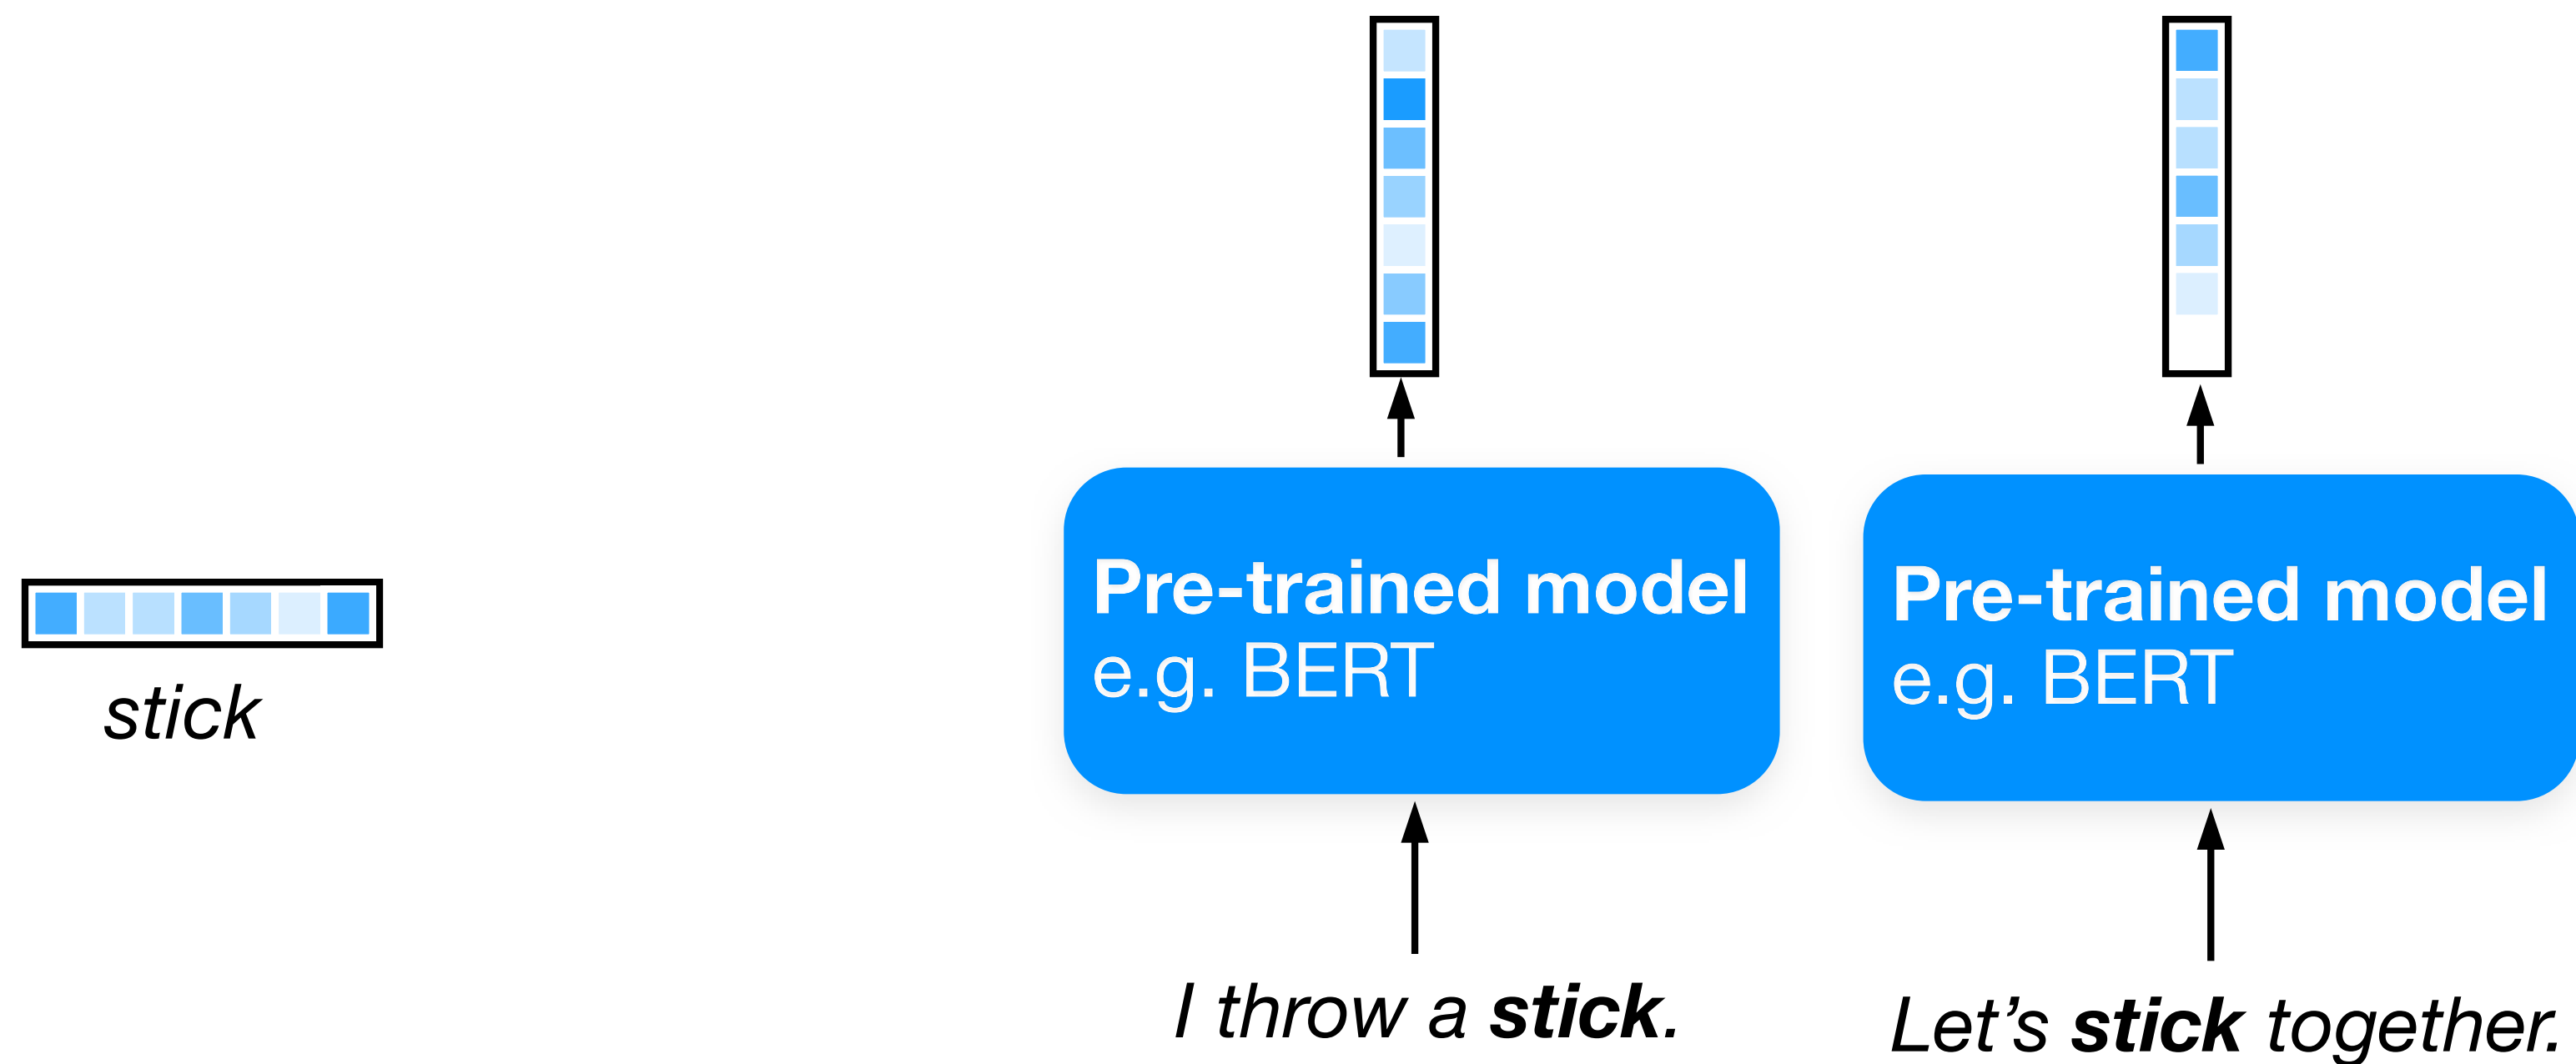 stick
Pre-trained model
e.g. BERT
I throw a stick.
Pre-trained model
e.g. BERT
Let’s stick together.